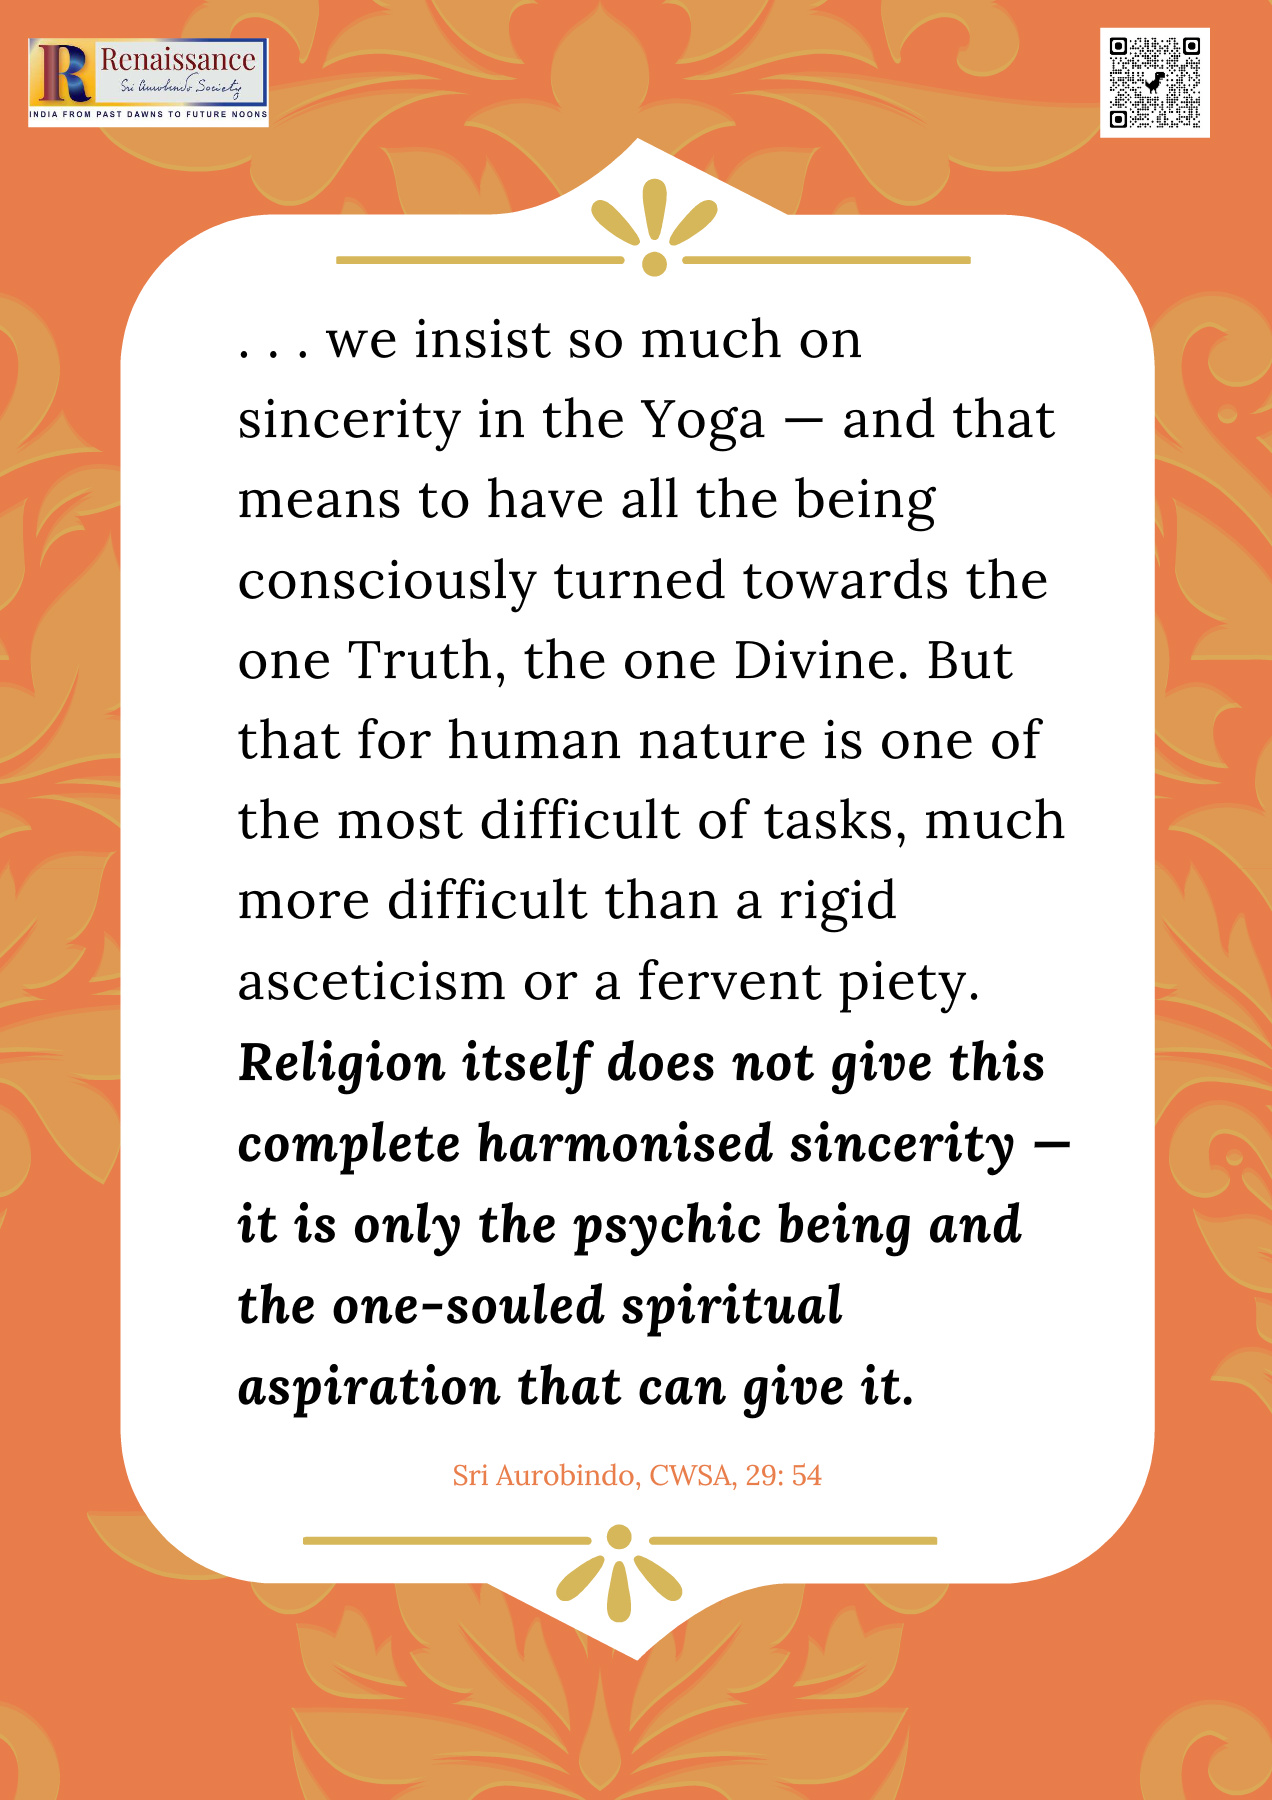 Renaissance
Sri Aurobindo Society
INDIA FROM PAST DAWNS TO FUTURE NOONS
. . . we insist so much on
sincerity in the Yoga — and that
means to have all the being
consciously turned towards the
one Truth, the one Divine. But
that for human nature is one of
the most difficult of tasks, much
more difficult than a rigid
asceticism or a fervent piety.
Religion itself does not give this
complete harmonised sincerity —
it is only the psychic being and
the one-souled spiritual
aspiration that can give it.
Sri Aurobindo, CWSA, 29: 54